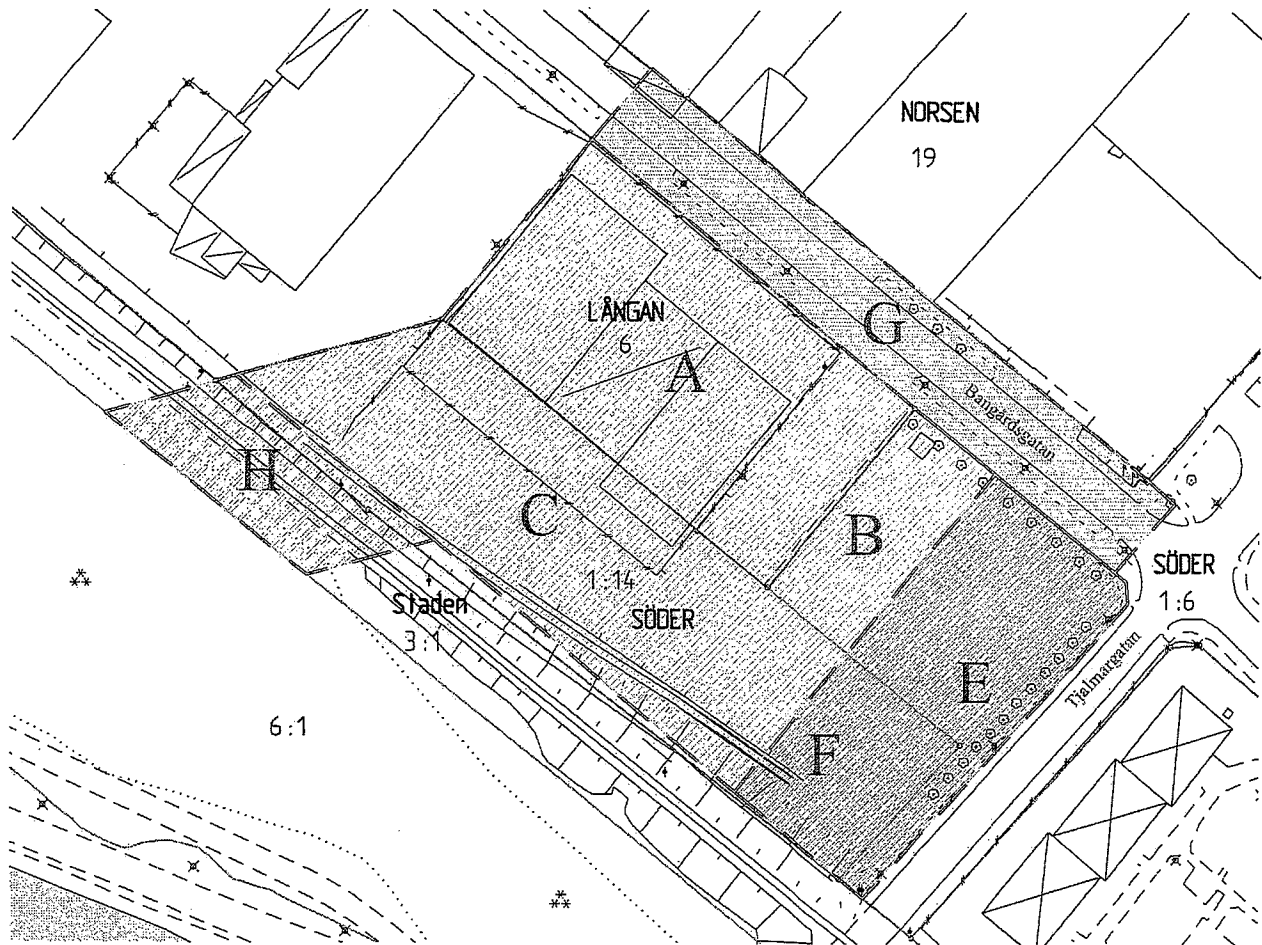 NORSEN
19
LÅNGAN
6
G
A
Bangårdsgatan
H
C
B
SÖDER
1:6
1:14
Staden
3:1
SÖDER
Tjalmargatan
E
6:1
F